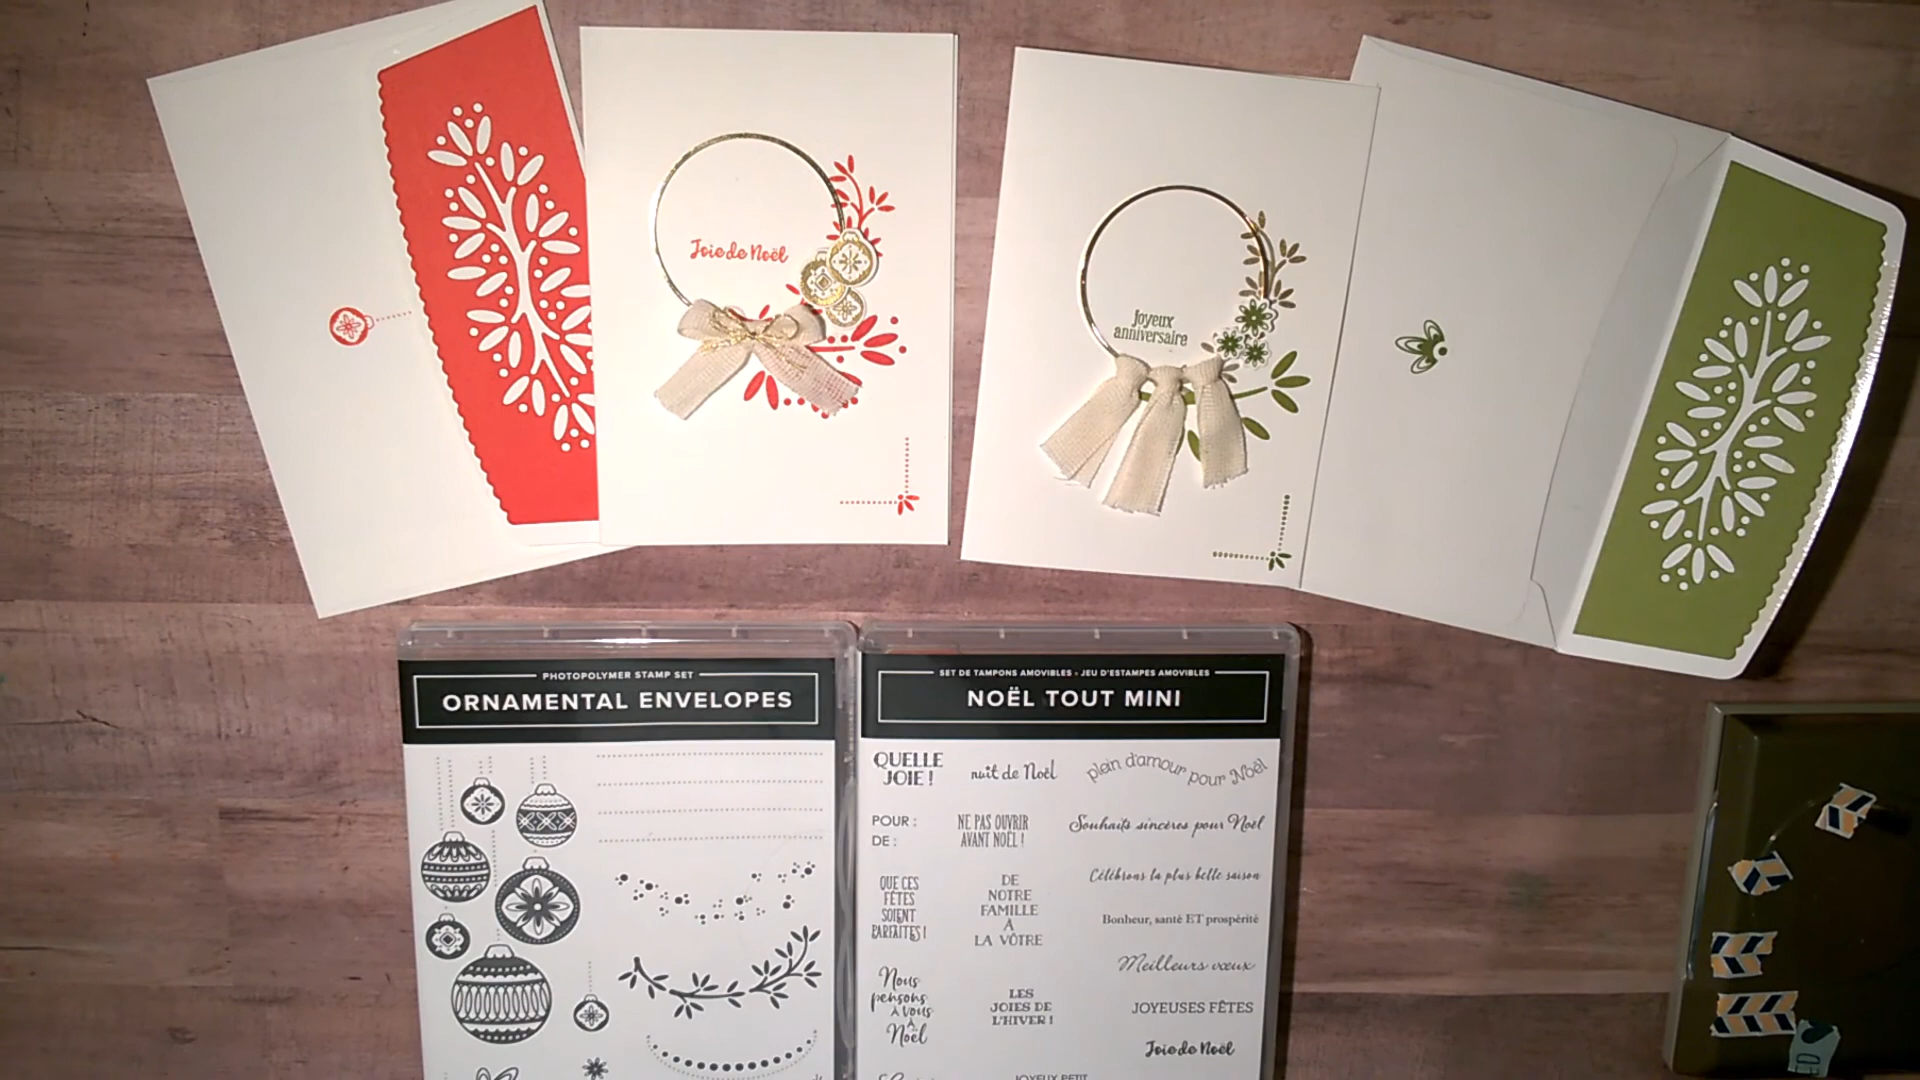 Joie de Noël
joyeux
anniversaire
PHOTOPOLYMER STAMP SET
ORNAMENTAL ENVELOPES
SET DE TAMPONS AMOVIBLES • JEU D'ESTAMPES AMOVIBLES
NOËL TOUT MINI
QUELLE
JOIE !
nuit de Noël
plein d'amour pour Noël
POUR :
DE :
NE PAS OUVRIR
AVANT NOËL !
Souhaits sincères pour Noël
QUE CES
FÊTES
SOIENT
PARFAITES !
DE
NOTRE
FAMILLE
À
LA VÔTRE
Célébrons la plus belle saison
Bonheur, santé ET prospérité
Meilleurs vœux
Nous
pensons
à vous
à
Noël
LES
JOIES DE
L'HIVER !
JOYEUSES FÊTES
Joie de Noël
JOYEUX PETIT